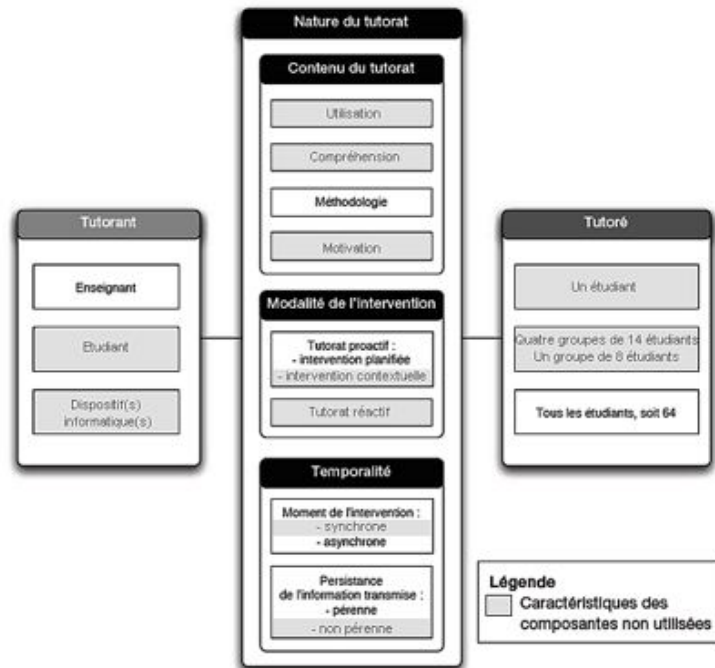 Nature du tutorat
Contenu du tutorat
Utilisation
Compréhension
Méthodologie
Motivation
Tutorant
Enseignant
Etudiant
Dispositif(s)
informatique(s)
Modalité de l'intervention
Tutorat proactif :
- intervention planifiée
- intervention contextuelle
Tutorat réactif
Temporalité
Moment de l'intervention :
- synchrone
- asynchrone
Persistance
de l'information transmise :
- pérenne
- non pérenne
Tutoré
Un étudiant
Quatre groupes de 14 étudiants
Un groupe de 8 étudiants
Tous les étudiants, soit 64
Légende
Caractéristiques des
composantes non utilisées